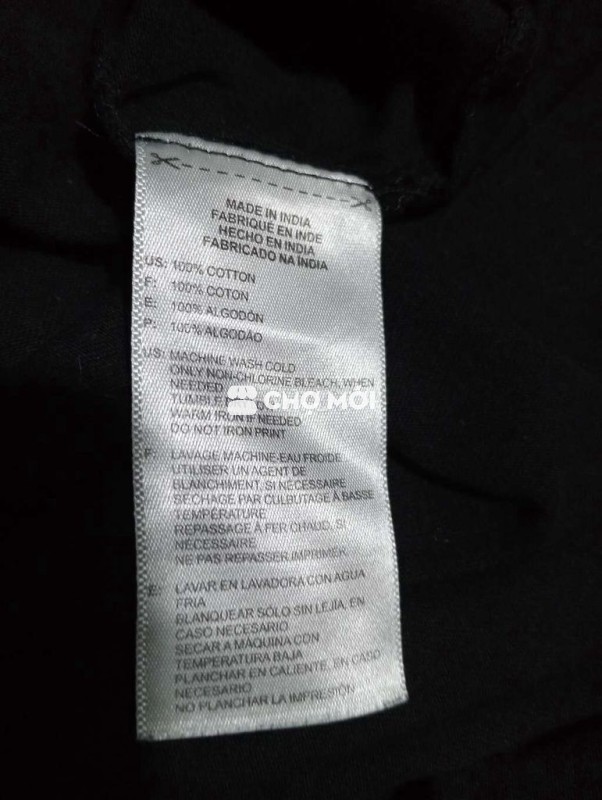 MADE IN INDIA
FABRIQUÉ EN INDE
HECHO EN INDIA
FABRICADO NA ÍNDIA
US: 100% COTTON
F: 100% COTON
E: 100% ALGODÓN
P: 100% ALGODÃO
US: MACHINE WASH COLD
ONLY NON-CHLORINE BLEACH, WHEN
NEEDED
TUMBLE
WARM IRON IF NEEDED
DO NOT IRON PRINT
CHỢ MỚI
F: LAVAGE MACHINE-EAU FROIDE
UTILISER UN AGENT DE
BLANCHIMENT, SI NÉCESSAIRE
SÉCHAGE PAR CULBUTAGE À BASSE
TEMPÉRATURE
REPASSAGE À FER CHAUD, SI
NÉCESSAIRE
NE PAS REPASSER IMPRIMER
E: LAVAR EN LAVADORA CON AGUA
FRIA
BLANQUEAR SÓLO SIN LEJÍA, EN
CASO NECESARIO
SECAR A MÁQUINA CON
TEMPERATURA BAJA
PLANCHAR EN CALIENTE, EN CASO
NECESARIO
NO PLANCHAR LA IMPRESIÓN